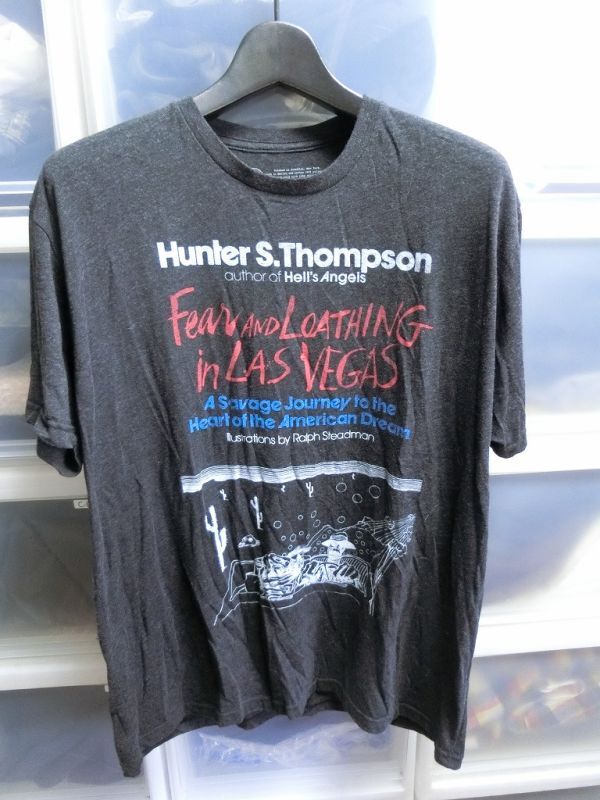 Hunter S. Thompson
author of Hell's Angels
Fear AND LOATHING
in LAS VEGAS
A Savage Journey to the
Heart of the American Dream
Illustrations by Ralph Steadman